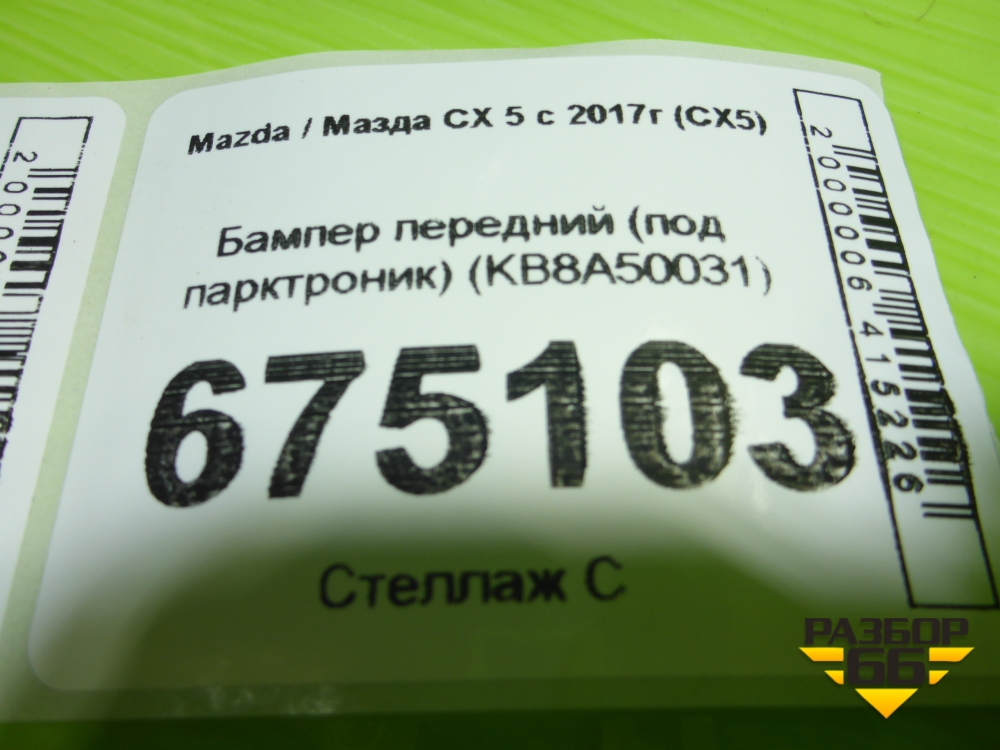 Mazda / Мазда CX 5 с 2017г (CX5)
Бампер передний (под
парктроник) (KB8A50031)
675103
Стеллаж С
2000006415226
РАЗБОР
66